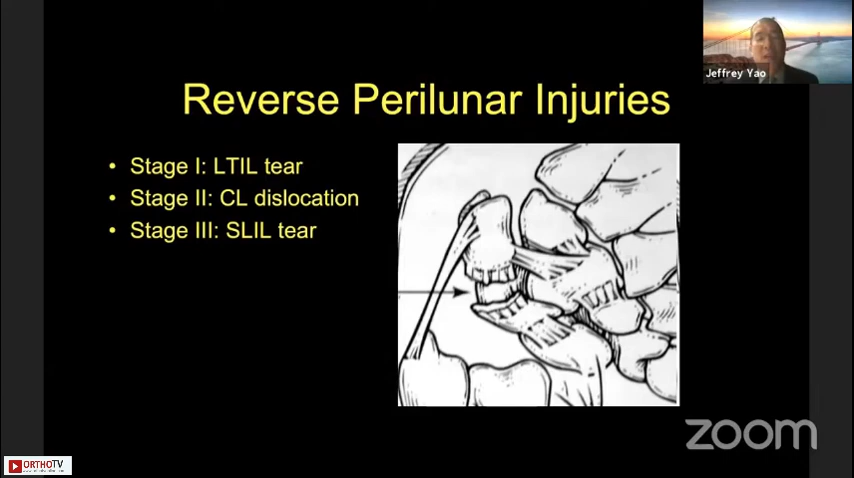 Jeffrey Yao
Reverse Perilunar Injuries
• Stage I: LTIL tear
• Stage II: CL dislocation
• Stage III: SLIL tear
zoom
ORTHOTV